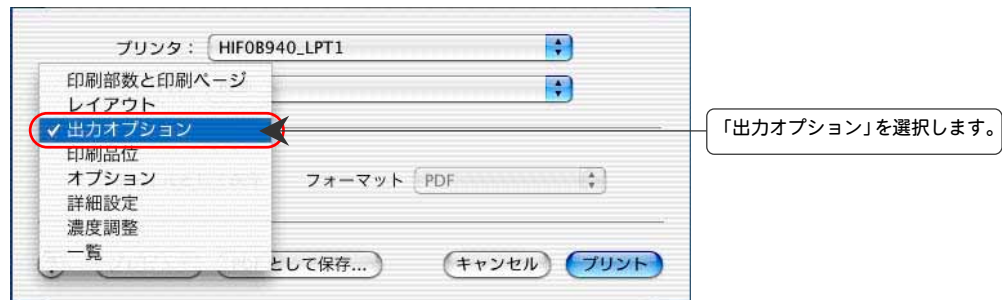 プリンタ： HIF0B940_LPT1
印刷部数と印刷ページ
レイアウト
✓ 出力オプション
「出力オプション」を選択します。
印刷品位
オプション
フォーマット PDF
詳細設定
濃度調整
一覧
として保存...
キャンセル
プリント